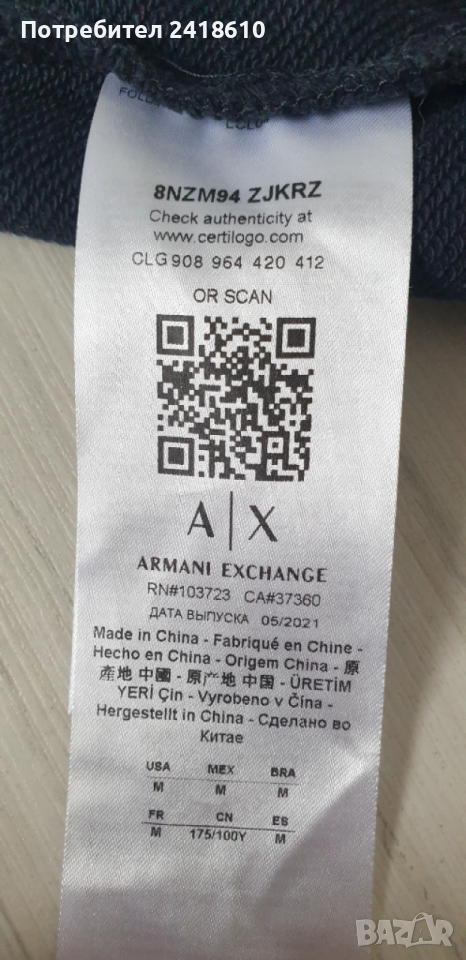 Потребител 2418610
8NZM94 ZJKRZ
Check authenticity at
www.certilogo.com
CLG 908 964 420 412
OR SCAN
A|X
ARMANI EXCHANGE
RN#103723 CA#37360
ДАТА ВЫПУСКА 05/2021
Made in China - Fabriqué en Chine -
Hecho en China - Origem China - 原
產地 中國 - 原产地 中国 - ÜRETİM
YERİ Çin - Vyrobeno v Čína -
Hergestellt in China - Сделано во
Китае
USA MEX BRA
M M M
FR CN ES
M 175/100Y M
BAZAR